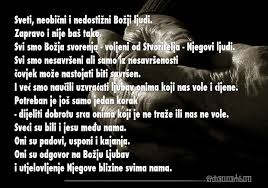 Sveti, neobični i nedostižni Božji ljudi.
Zapravo i nije baš tako.
Svi smo Božja svorenja - voljeni od Stvoritelja - Njegovi ljudi.
Svi smo nesavršeni ali samo iz nesavršenosti
čovjek može nastojati biti savršen.
I već smo naučili uzvraćati ljubav onima koji nas vole i cijene.
Potreban je još samo jedan korak
- dijeliti dobrotu srca onima koji je ne traže ili nas ne vole.
Sveci su bili i jesu među nama.
Oni su padovi, usponi i kajanja.
Oni su odgovor na Božju Ljubav
i utjelovljenje Njegove blizine svima nama.